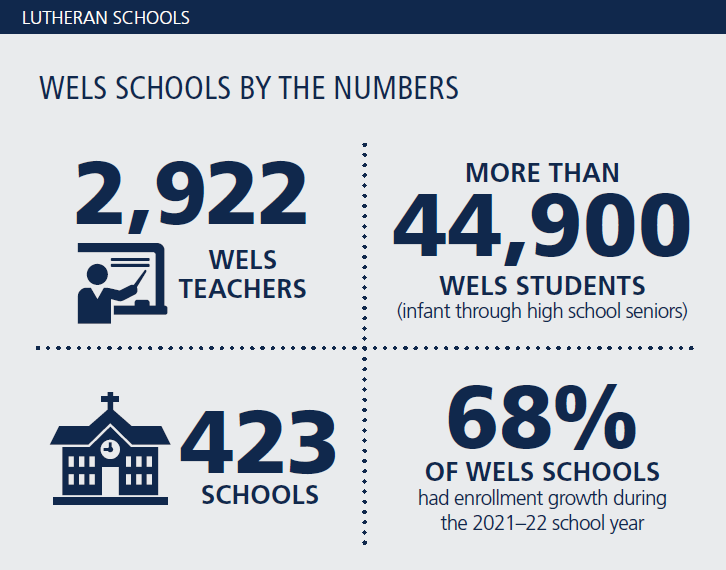 LUTHERAN SCHOOLS
WELS SCHOOLS BY THE NUMBERS
2,922
WELS
TEACHERS
MORE THAN
44,900
WELS STUDENTS
(infant through high school seniors)
423
SCHOOLS
68%
OF WELS SCHOOLS
had enrollment growth during
the 2021–22 school year